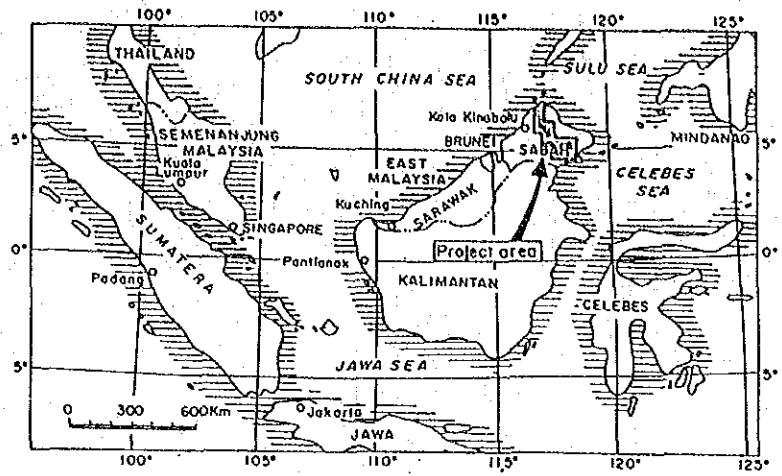 100° 105° 110° 115° 120° 125°
THAILAND
SOUTH CHINA SEA
SULU SEA
Kota Kinabalu
5° 5°
SEMENANJUNG
MALAYSIA
BRUNEI
SABAH
MINDANAO
Kuala
Lumpur
EAST
MALAYSIA
CELEBES
SEA
Kuching
SARAWAK
SUMATERA
SINGAPORE
0° 0°
Project area
Padang
Pontianak
KALIMANTAN
CELEBES
5° 5°
JAWA SEA
0 300 600Km
Jakarta
JAWA
100° 105° 110° 115° 120° 125°